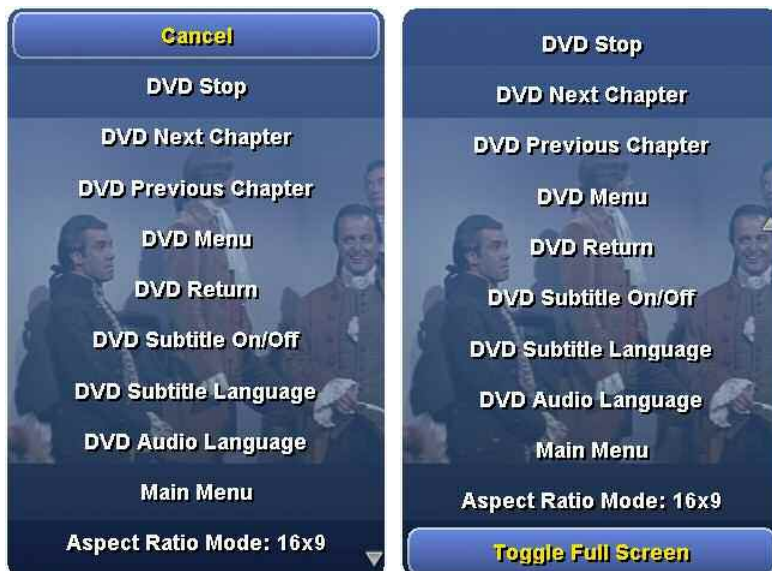 Cancel
DVD Stop
DVD Next Chapter
DVD Previous Chapter
DVD Menu
DVD Return
DVD Subtitle On/Off
DVD Subtitle Language
DVD Audio Language
Main Menu
Aspect Ratio Mode: 16x9
DVD Stop
DVD Next Chapter
DVD Previous Chapter
DVD Menu
DVD Return
DVD Subtitle On/Off
DVD Subtitle Language
DVD Audio Language
Main Menu
Aspect Ratio Mode: 16x9
Toggle Full Screen